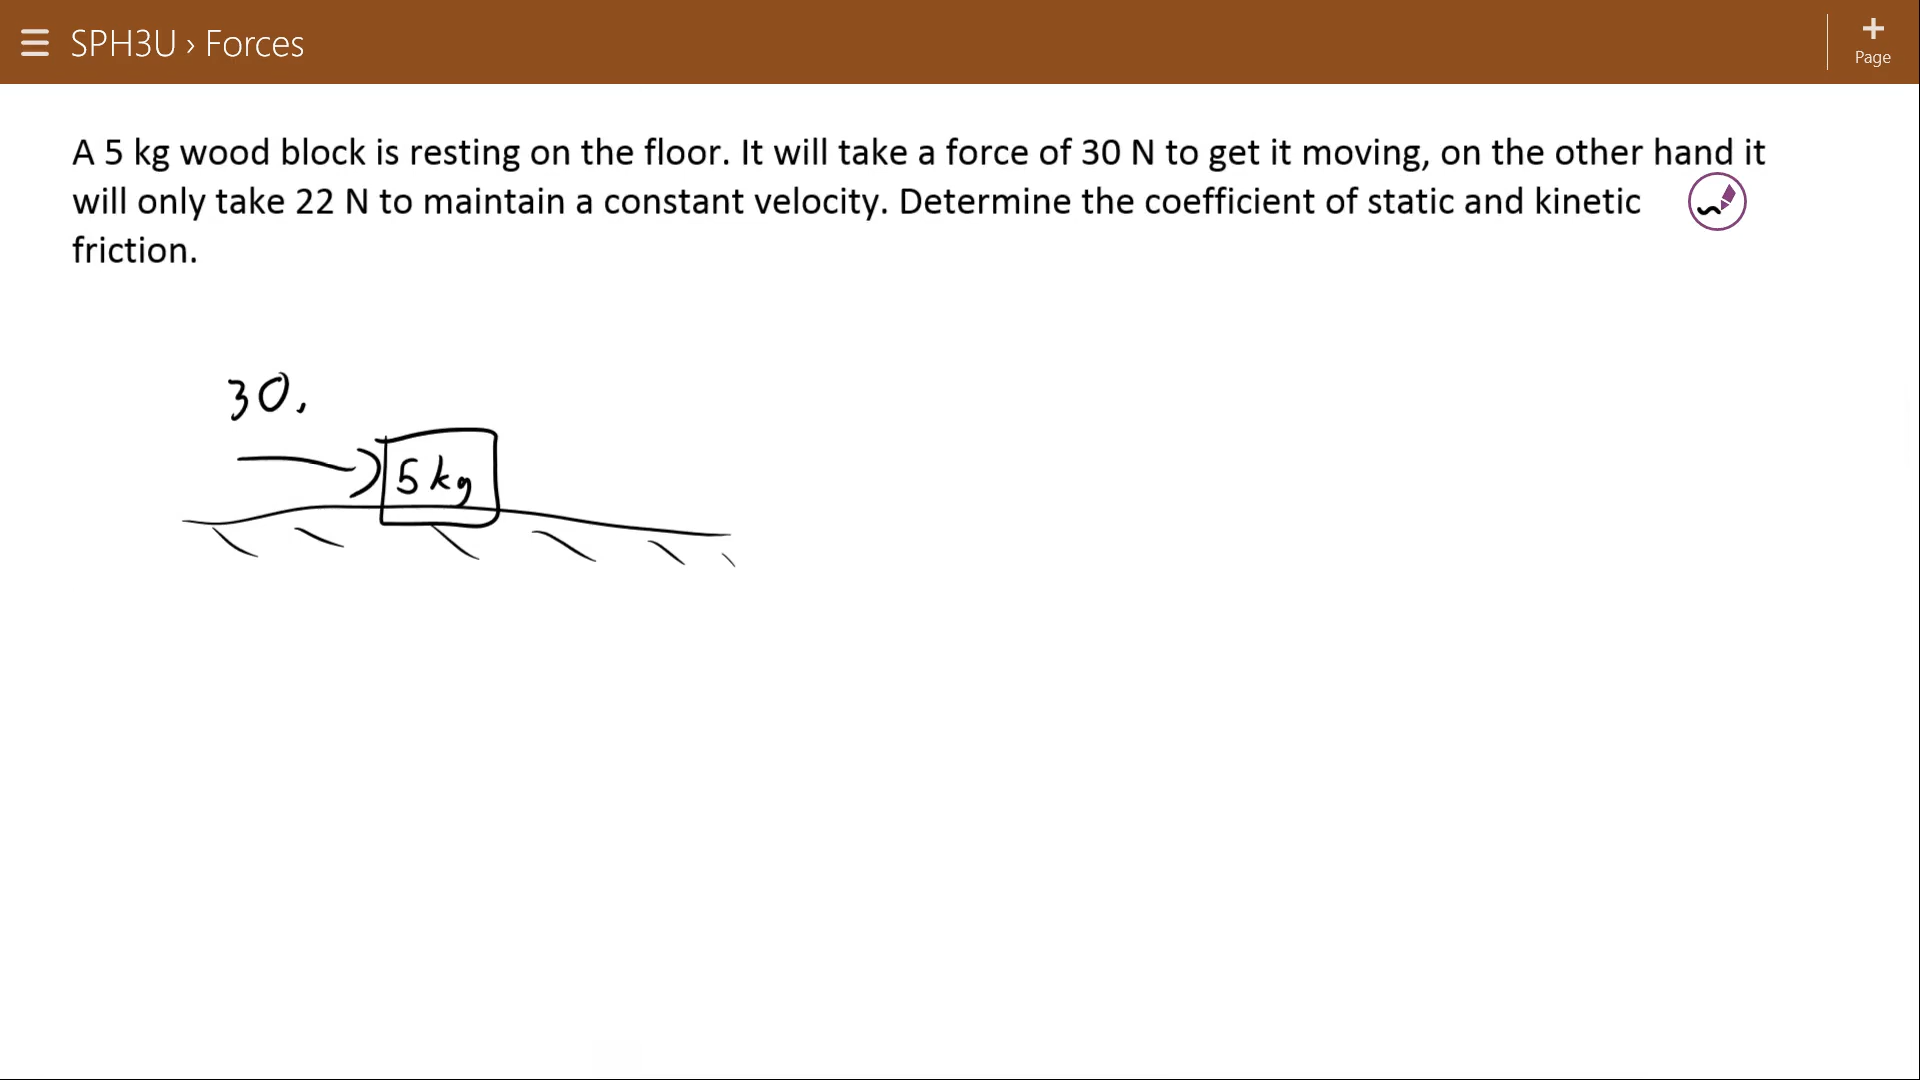 SPH3U › Forces
+
Page
A 5 kg wood block is resting on the floor. It will take a force of 30 N to get it moving, on the other hand it
will only take 22 N to maintain a constant velocity. Determine the coefficient of static and kinetic
friction.
30,
5 kg